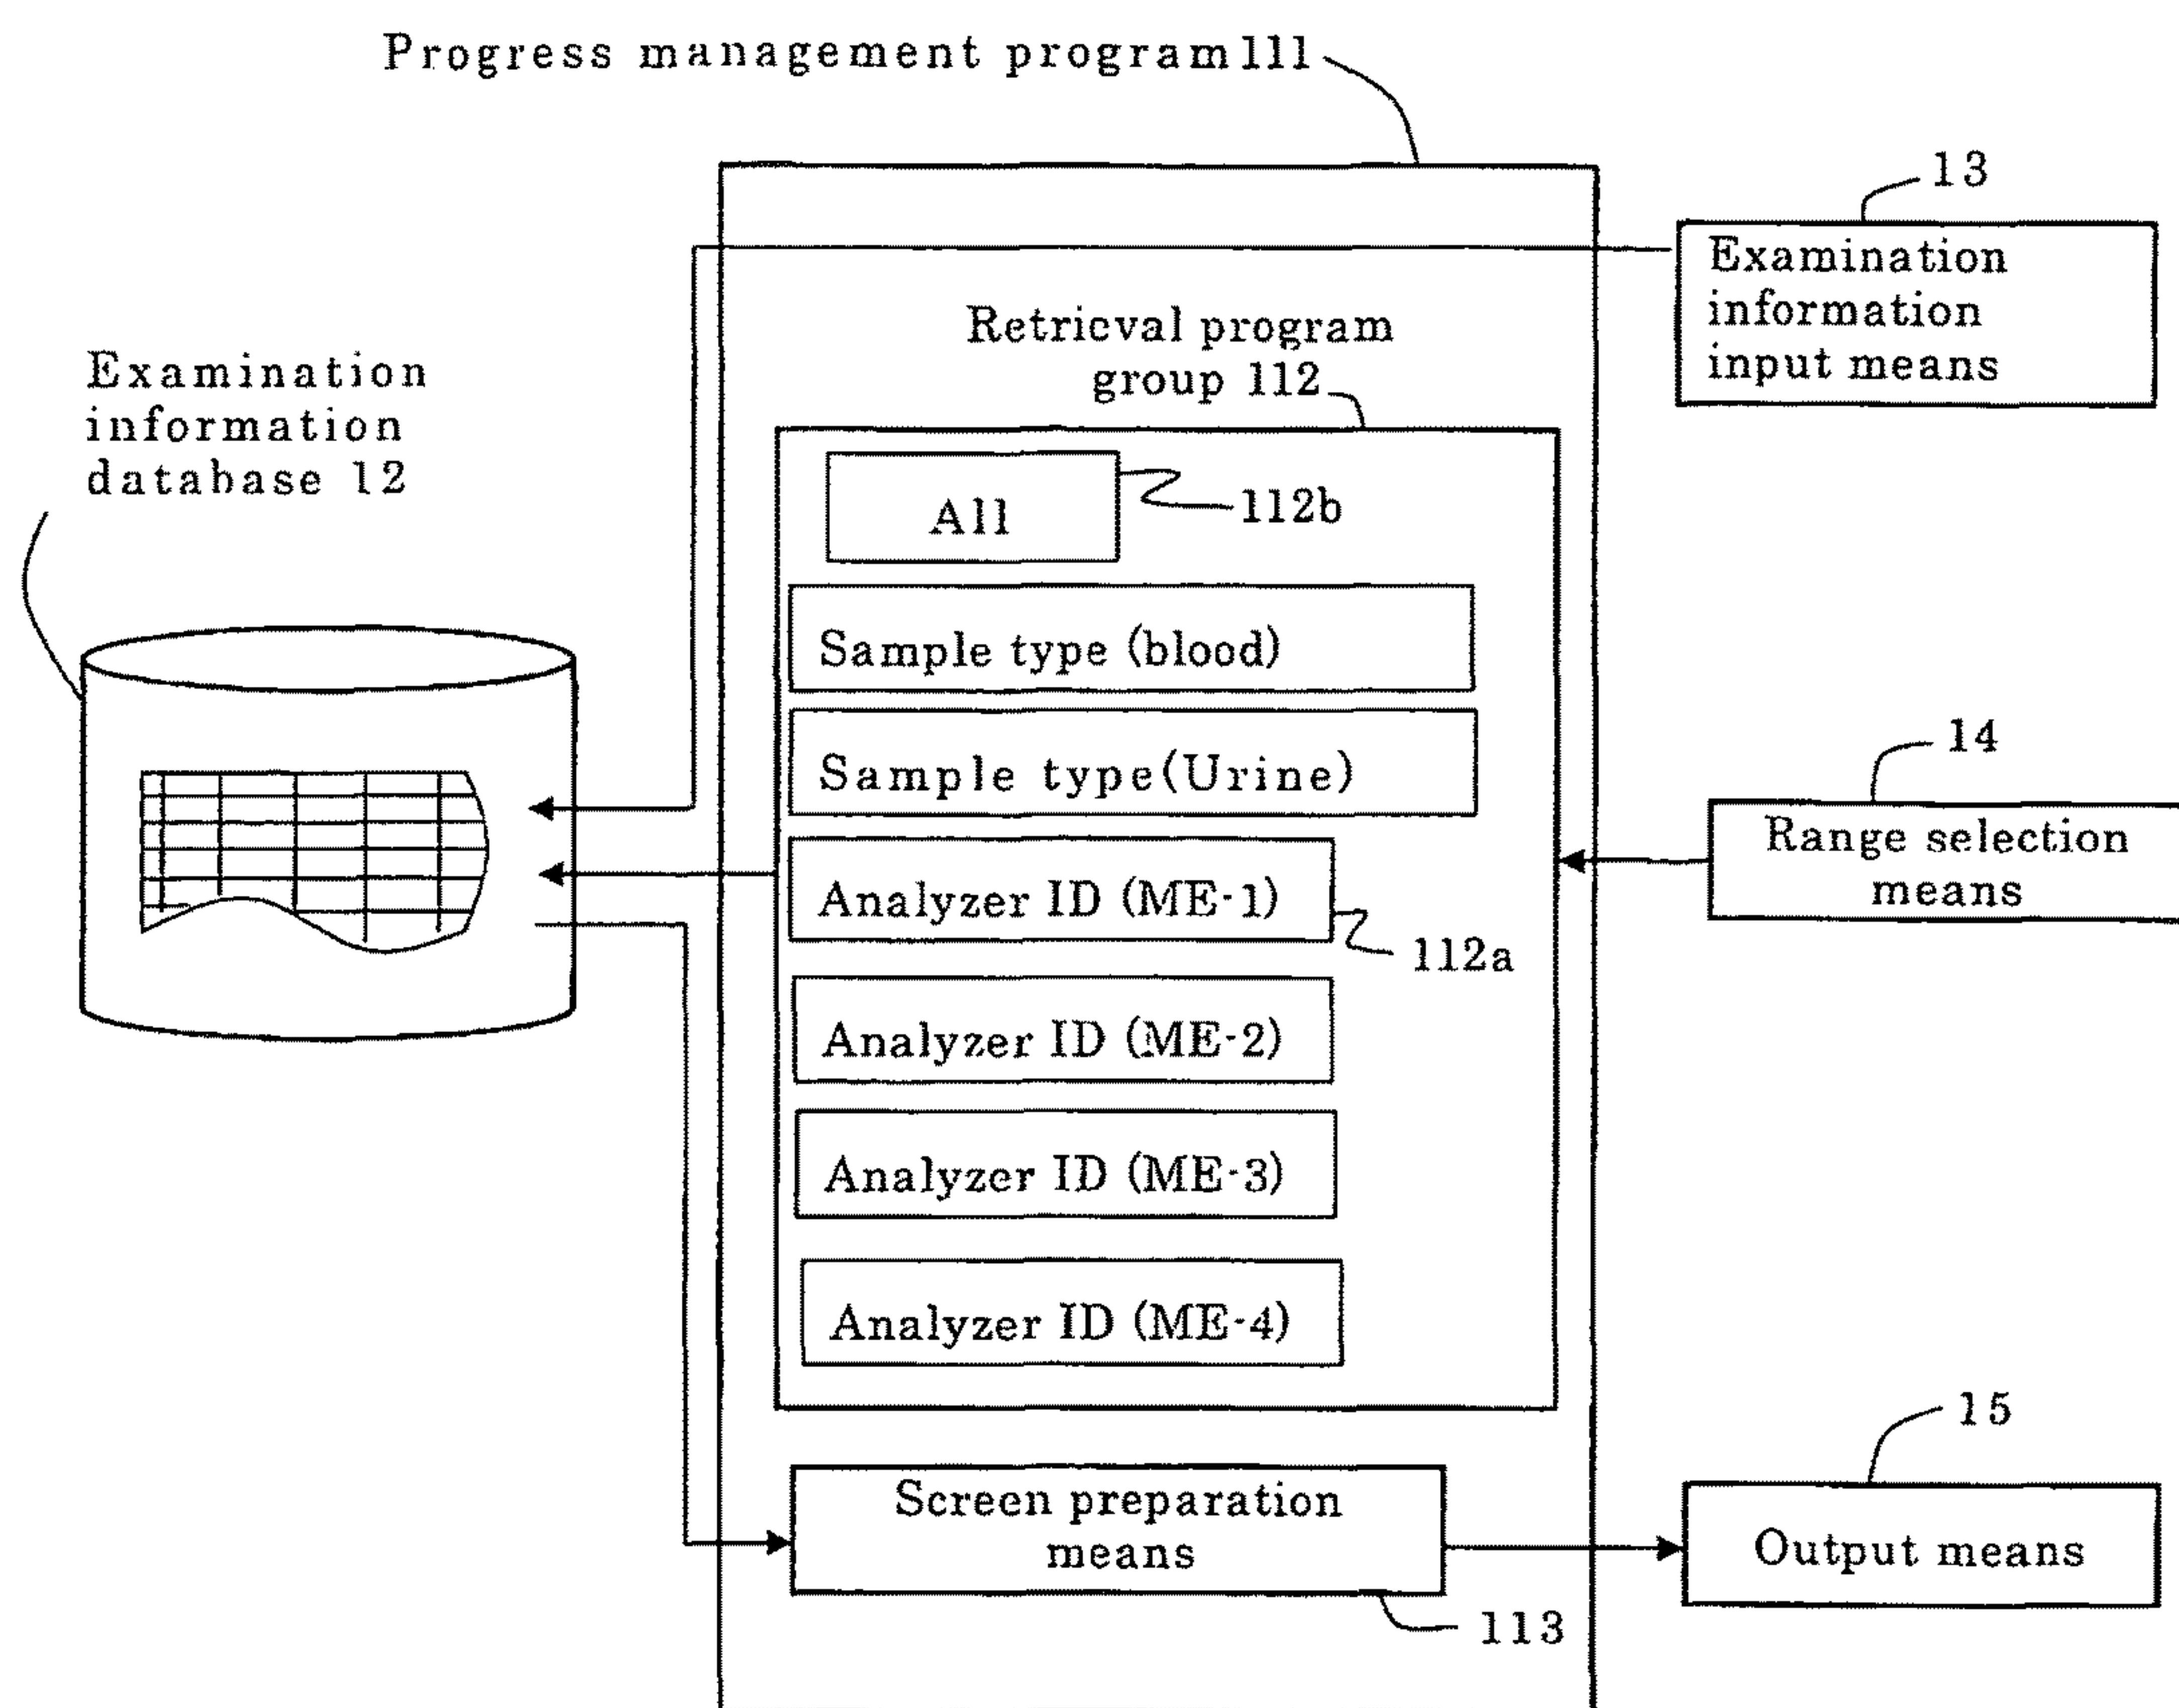 Progress management program111
13
Examination
information
input means
Retrieval program
group 112
Examination
information
database 12
All
112b
Sample type (blood)
Sample type(Urine)
14
Range selection
means
Analyzer ID (ME-1)
112a
Analyzer ID (ME-2)
Analyzer ID (ME-3)
Analyzer ID (ME-4)
15
Screen preparation
means
Output means
113